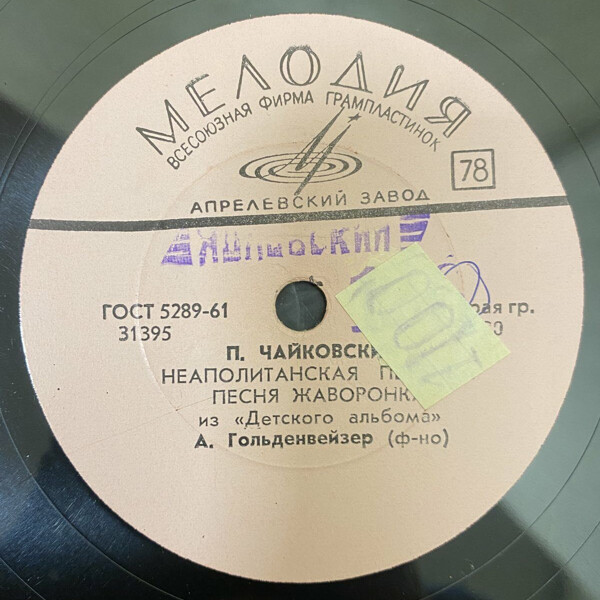 МЕЛОДИЯ
ВСЕСОЮЗНАЯ ФИРМА ГРАМПЛАСТИНОК
78
АПРЕЛЕВСКИЙ ЗАВОД
ГОСТ 5289-61
гр.
31395
П. ЧАЙКОВСКИ
НЕАПОЛИТАНСКАЯ
ПЕСНЯ ЖАВОРОНК
из «Детского альбома»
А. Гольденвейзер (ф-но)